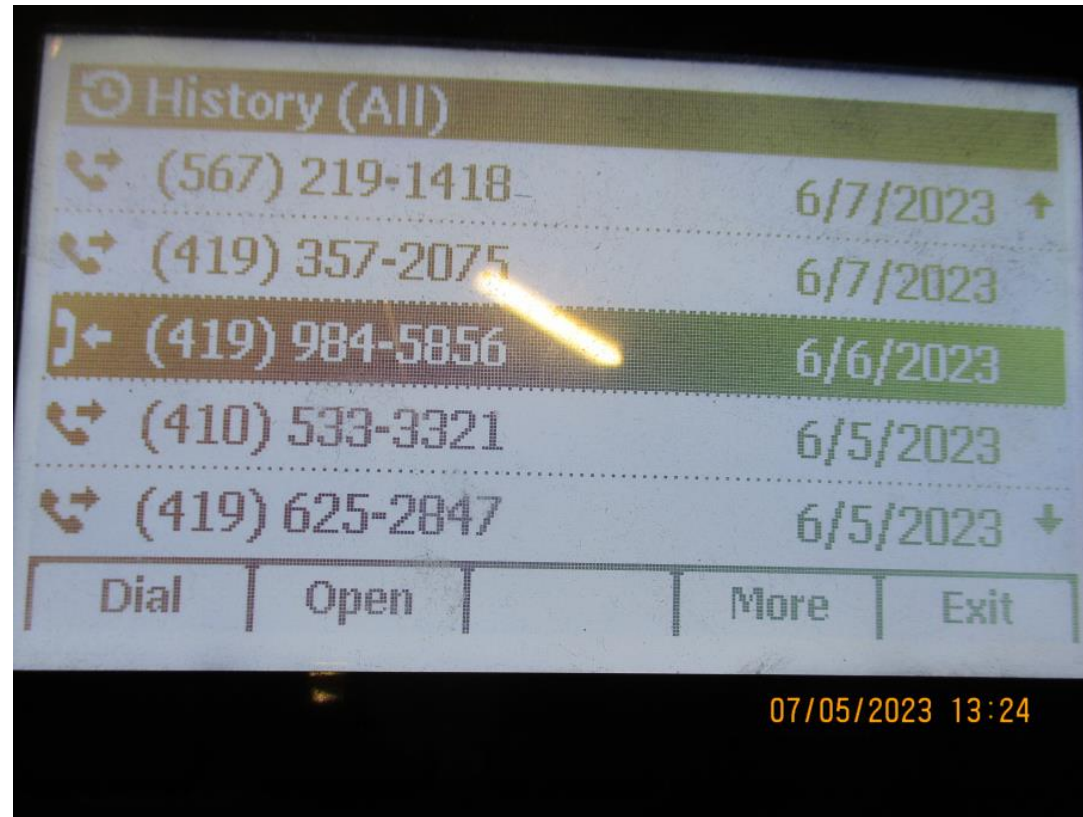 History (All)
(567) 219-1418 6/7/2023
(419) 357-2075 6/7/2023
(419) 984-5856 6/6/2023
(410) 533-3321 6/5/2023
(419) 625-2847 6/5/2023
Dial Open More Exit
07/05/2023 13:24